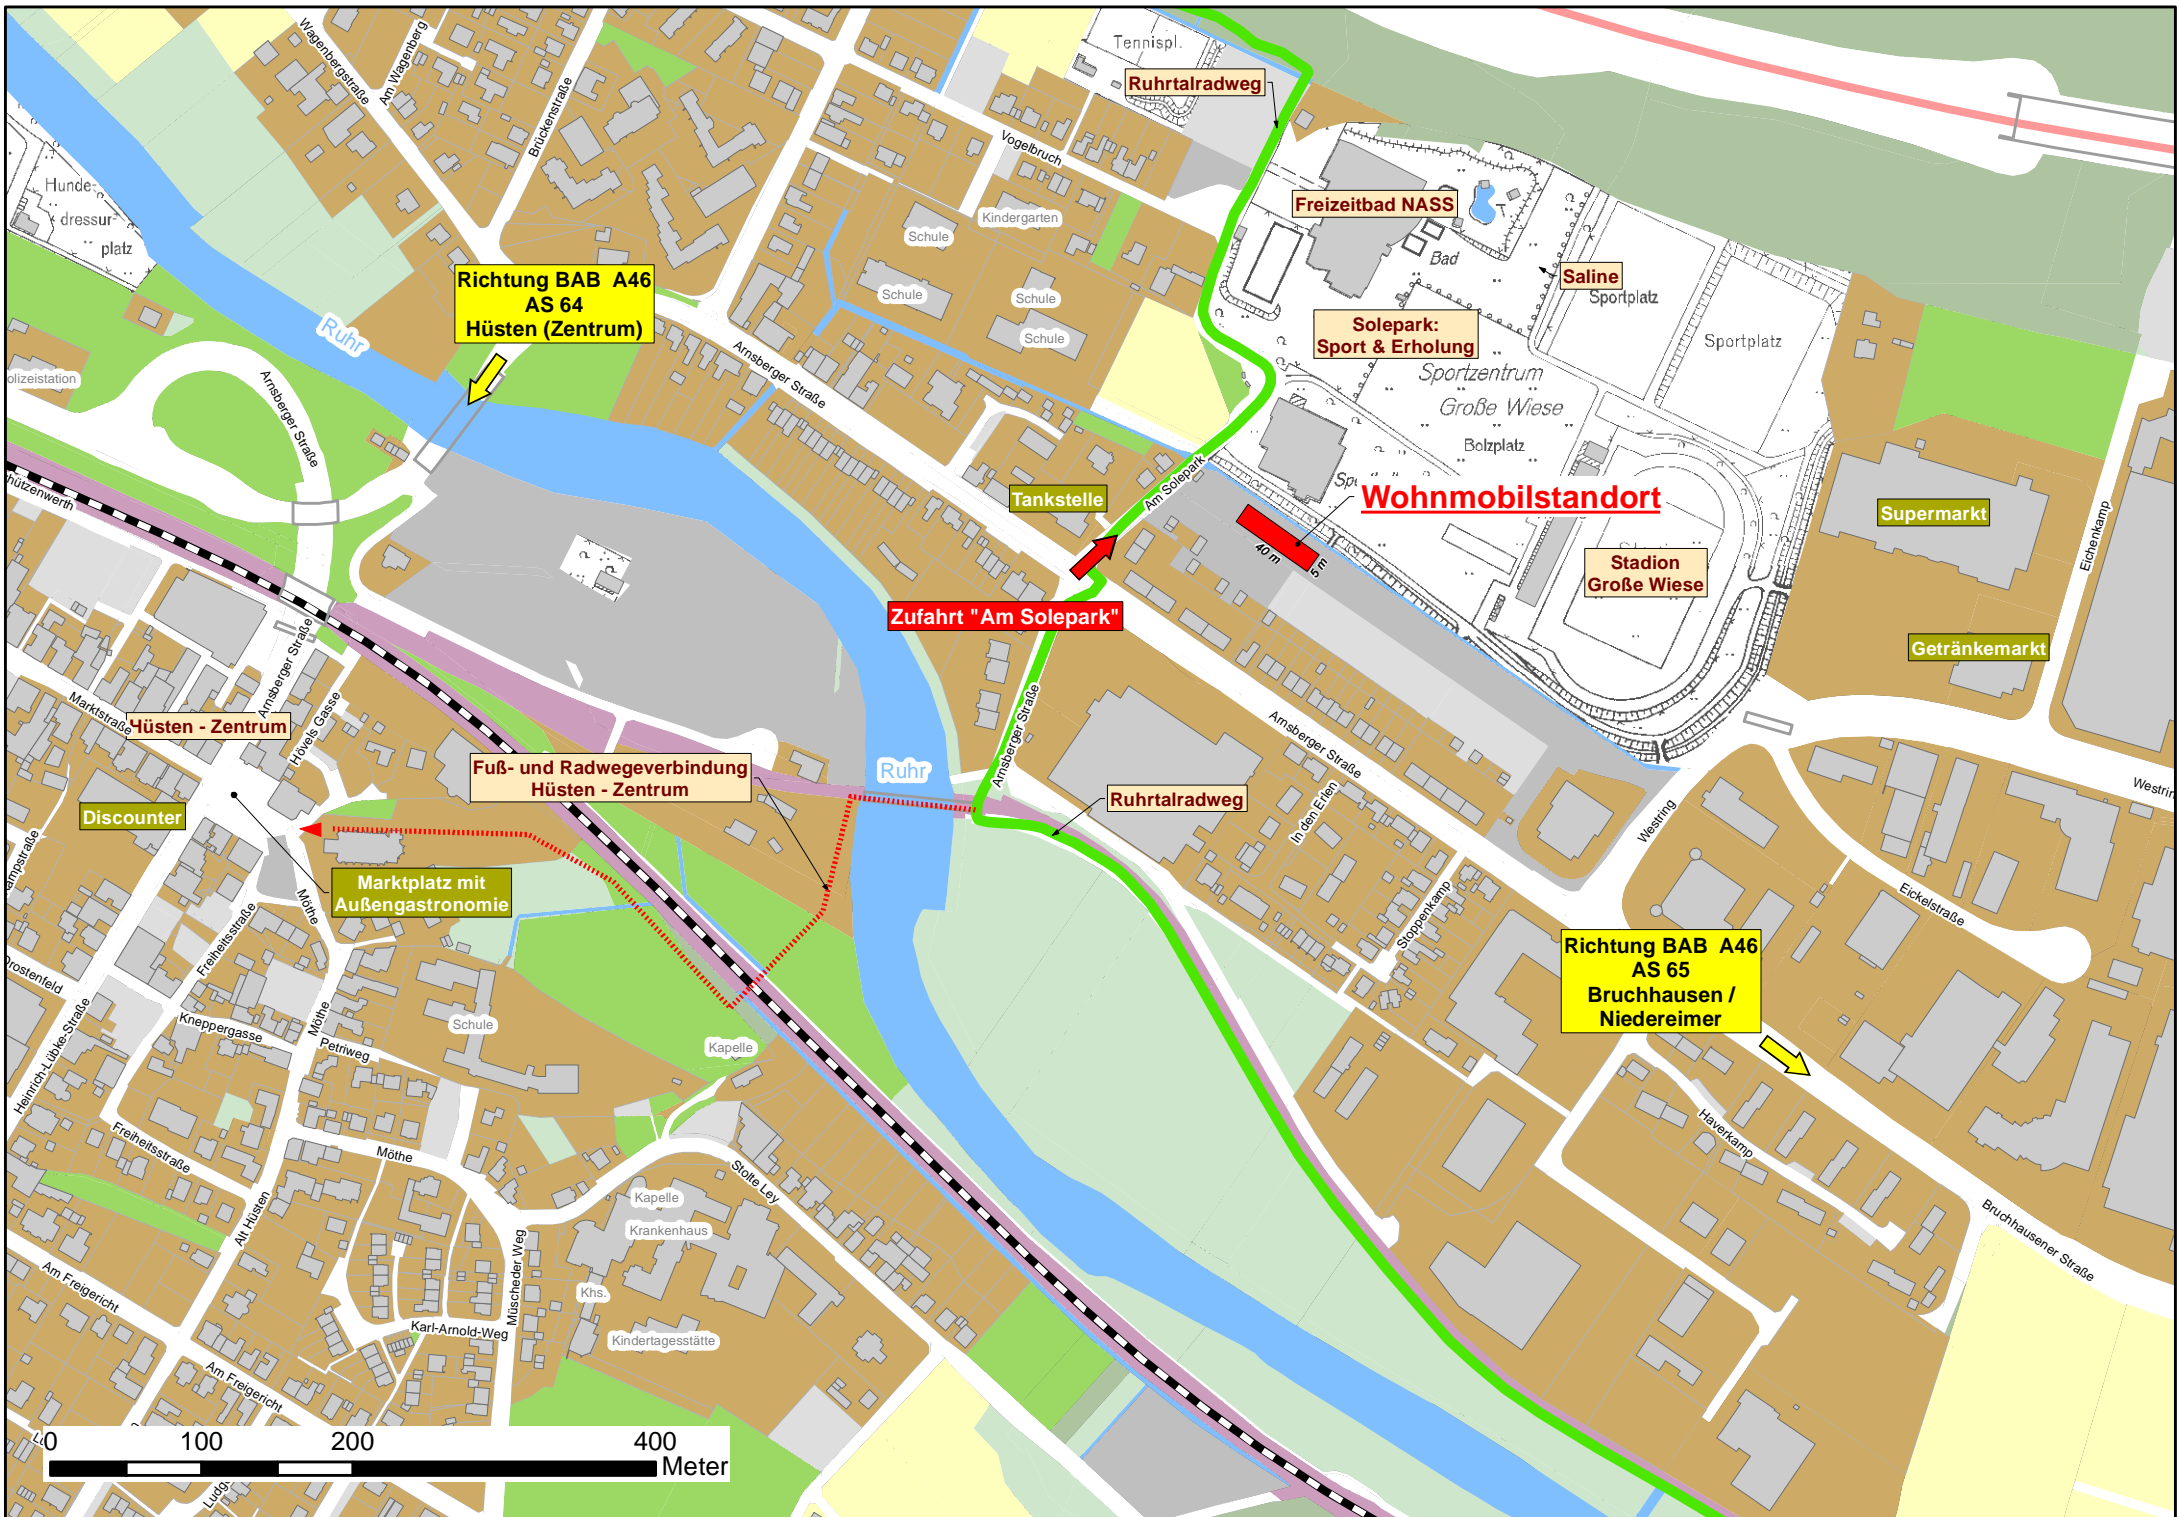 Tennispl.
Ruhrtalradweg
Wagenbergstraße
Am Wagenberg
Brückenstraße
Vogelbruch
Hunde-
dressur-
platz
Kindergarten
Schule
Freizeitbad NASS
Bad
Saline
Sportplatz
Richtung BAB A46
AS 64
Hüsten (Zentrum)
Schule
Schule
Schule
Ruhr
Solepark:
Sport & Erholung
Sportplatz
Sportzentrum
Große Wiese
Bolzplatz
olizeistation
Arnsberger Straße
Arnsberger Straße
Am Solepark
Tankstelle
Wohnmobilstandort
40 m
5 m
Supermarkt
Eichenkamp
hützenwerth
Stadion
Große Wiese
Zufahrt "Am Solepark"
Getränkemarkt
Arnsberger Straße
Marktstraße
Hüsten - Zentrum
Hövels Gasse
Arnsberger Straße
Arnsberger Straße
Fuß- und Radwegeverbindung
Hüsten - Zentrum
Ruhr
Ruhrtalradweg
In den Erlen
Westring
Westrin
Discounter
Marktplatz mit
Außengastronomie
ampstraße
Möthe
Freiheitsstraße
Stoppenkamp
Eickelstraße
Richtung BAB A46
AS 65
Bruchhausen /
Niedereimer
Drostenfeld
Heinrich-Lübke-Straße
Kneppergasse
Möthe
Petriweg
Schule
Kapelle
Freiheitsstraße
Möthe
Stolte Ley
Haverkamp
Bruchhausener Straße
Alt Hüsten
Kapelle
Krankenhaus
Müscheder Weg
Am Freigericht
Khs.
Karl-Arnold-Weg
Kindertagesstätte
Am Freigericht
0 100 200 400
Meter
Ludg